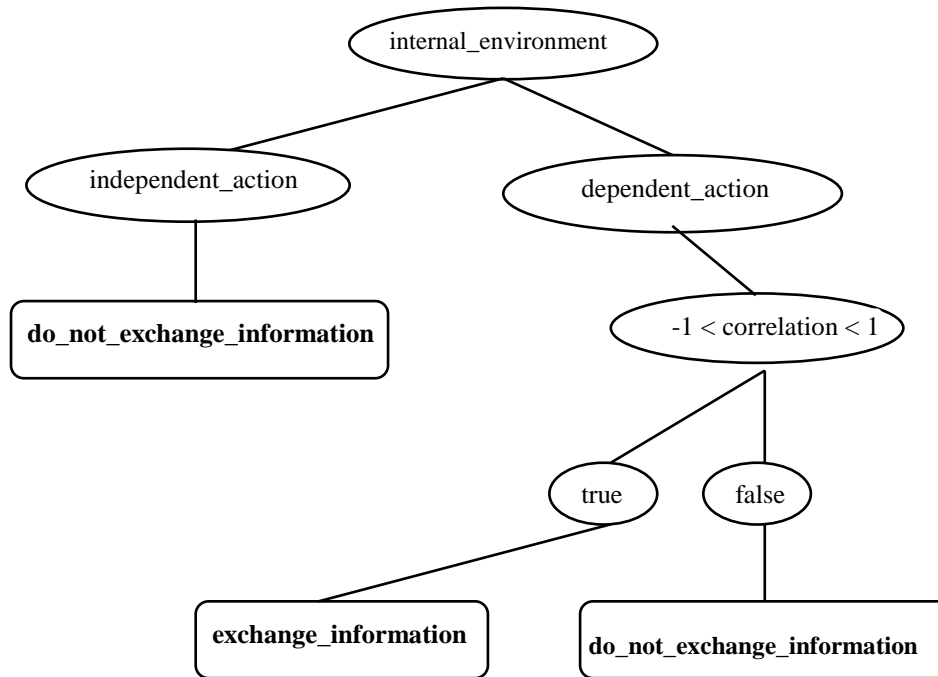 internal_environment
independent_action
dependent_action
do_not_exchange_information
-1 < correlation < 1
true
false
exchange_information
do_not_exchange_information